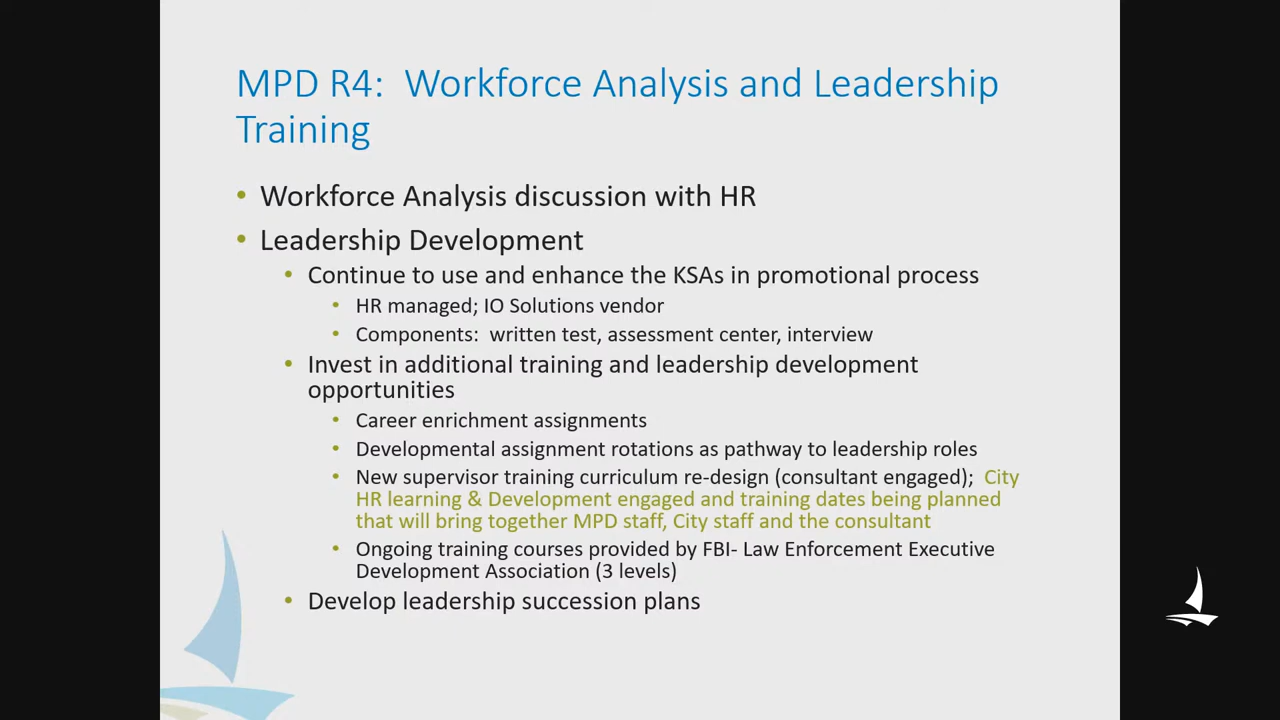 MPD R4:  Workforce Analysis and Leadership
Training
• Workforce Analysis discussion with HR
• Leadership Development
• Continue to use and enhance the KSAs in promotional process
• HR managed; IO Solutions vendor
• Components:  written test, assessment center, interview
• Invest in additional training and leadership development
opportunities
• Career enrichment assignments
• Developmental assignment rotations as pathway to leadership roles
• New supervisor training curriculum re-design (consultant engaged);  City
HR learning & Development engaged and training dates being planned
that will bring together MPD staff, City staff and the consultant
• Ongoing training courses provided by FBI- Law Enforcement Executive
Development Association (3 levels)
• Develop leadership succession plans